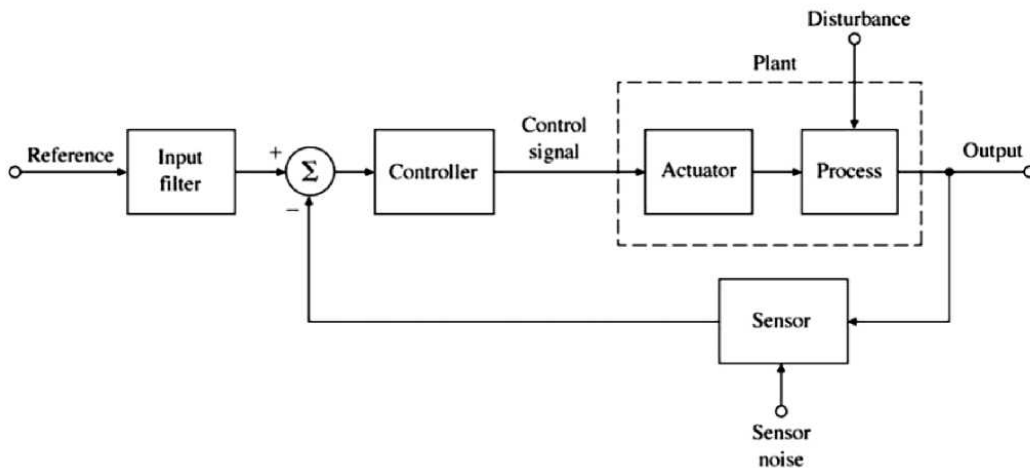 Disturbance
Plant
Reference
Input
filter
+
Σ
−
Controller
Control
signal
Actuator
Process
Output
Sensor
Sensor
noise